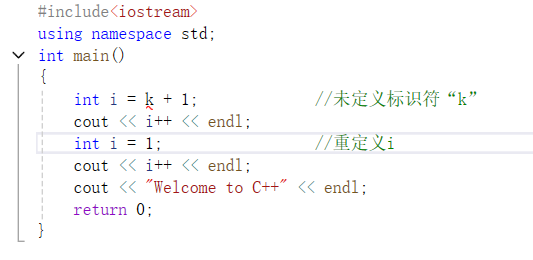 #include<iostream>
using namespace std;
int main()
{
int i = k + 1; //未定义标识符“k”
cout << i++ << endl;
int i = 1; //重定义i
cout << i++ << endl;
cout << "Welcome to C++" << endl;
return 0;
}